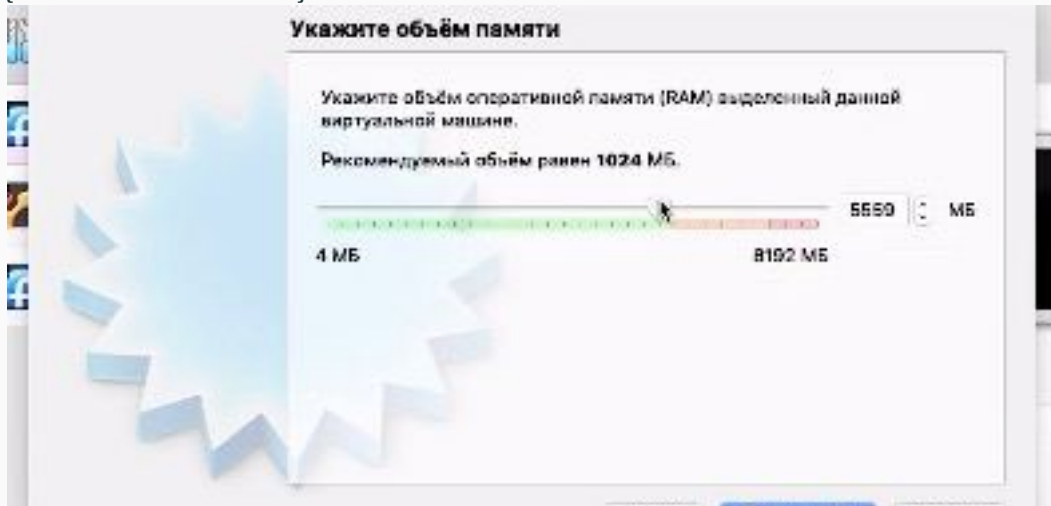 Укажите объём памяти
Укажите объём оперативной памяти (RAM) выделенный данной
виртуальной машине.
Рекомендуемый объём равен 1024 МБ.
5559 МБ
4 МБ 8192 МБ